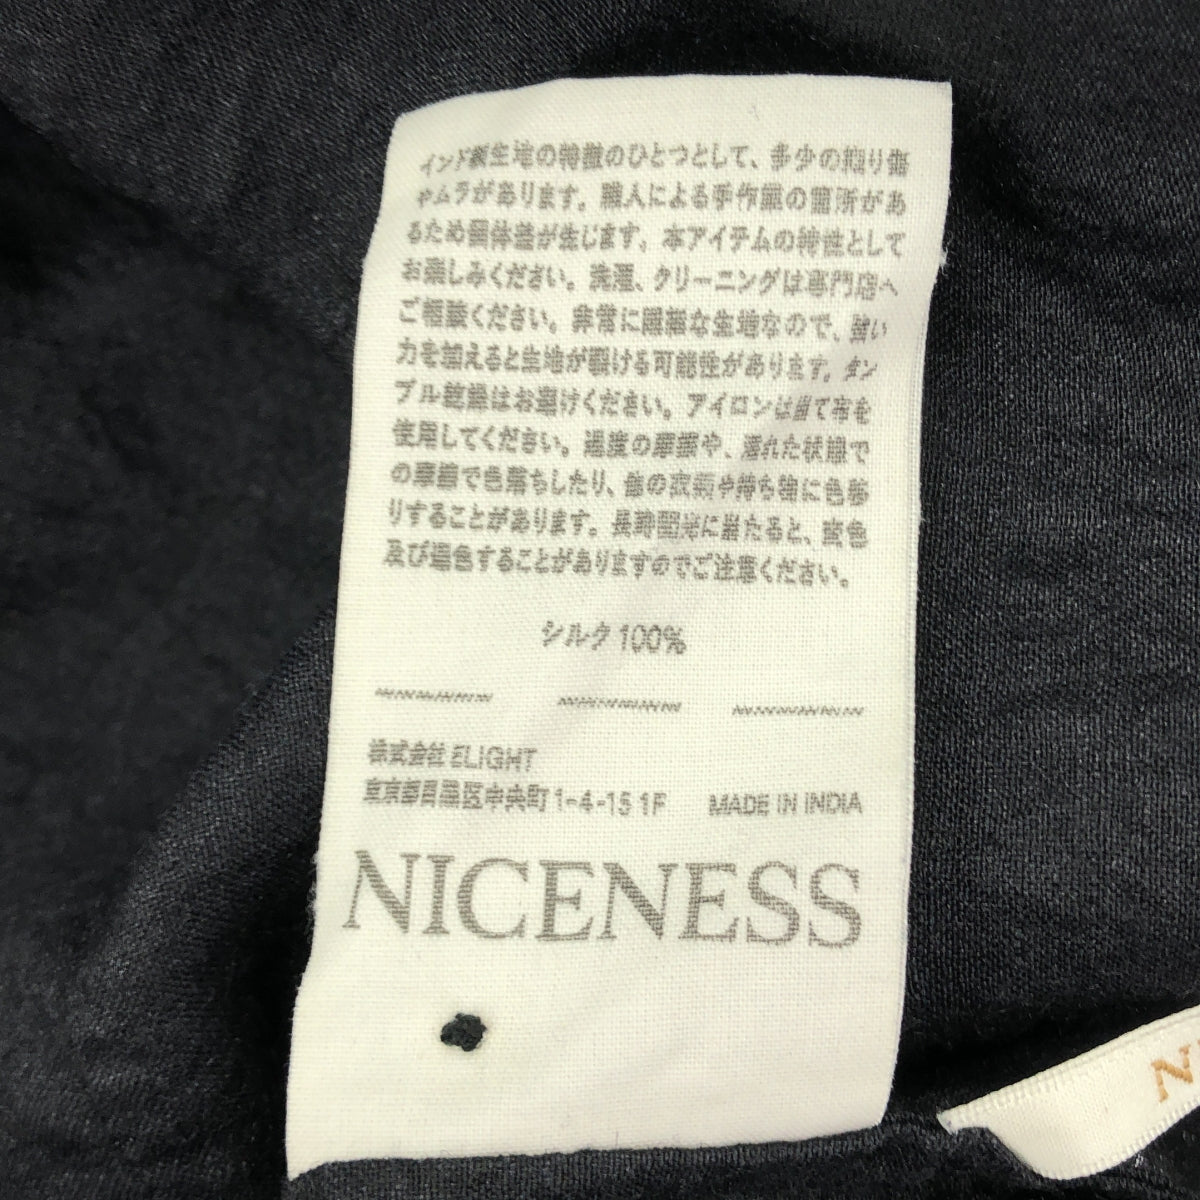 インド製生地の特徴のひとつとして、多少の擦り傷
やムラがあります。職人による手作業の箇所があ
るため個体差が生じます。本アイテムの特性として
お楽しみください。洗濯、クリーニングは専門店へ
ご相談ください。非常に繊細な生地なので、強い
力を加えると生地が裂ける可能性があります。タン
ブル乾燥はお避けください。アイロンは当て布を
使用してください。過度の摩擦や、濡れた状態で
の摩擦で色落ちしたり、他の衣類や持ち物に色移
りすることがあります。長時間光に当たると、変色
及び退色することがありますのでご注意ください。
シルク 100%
株式会社 ELIGHT
東京都目黒区中央町 1-4-15 1F MADE IN INDIA
NICENESS